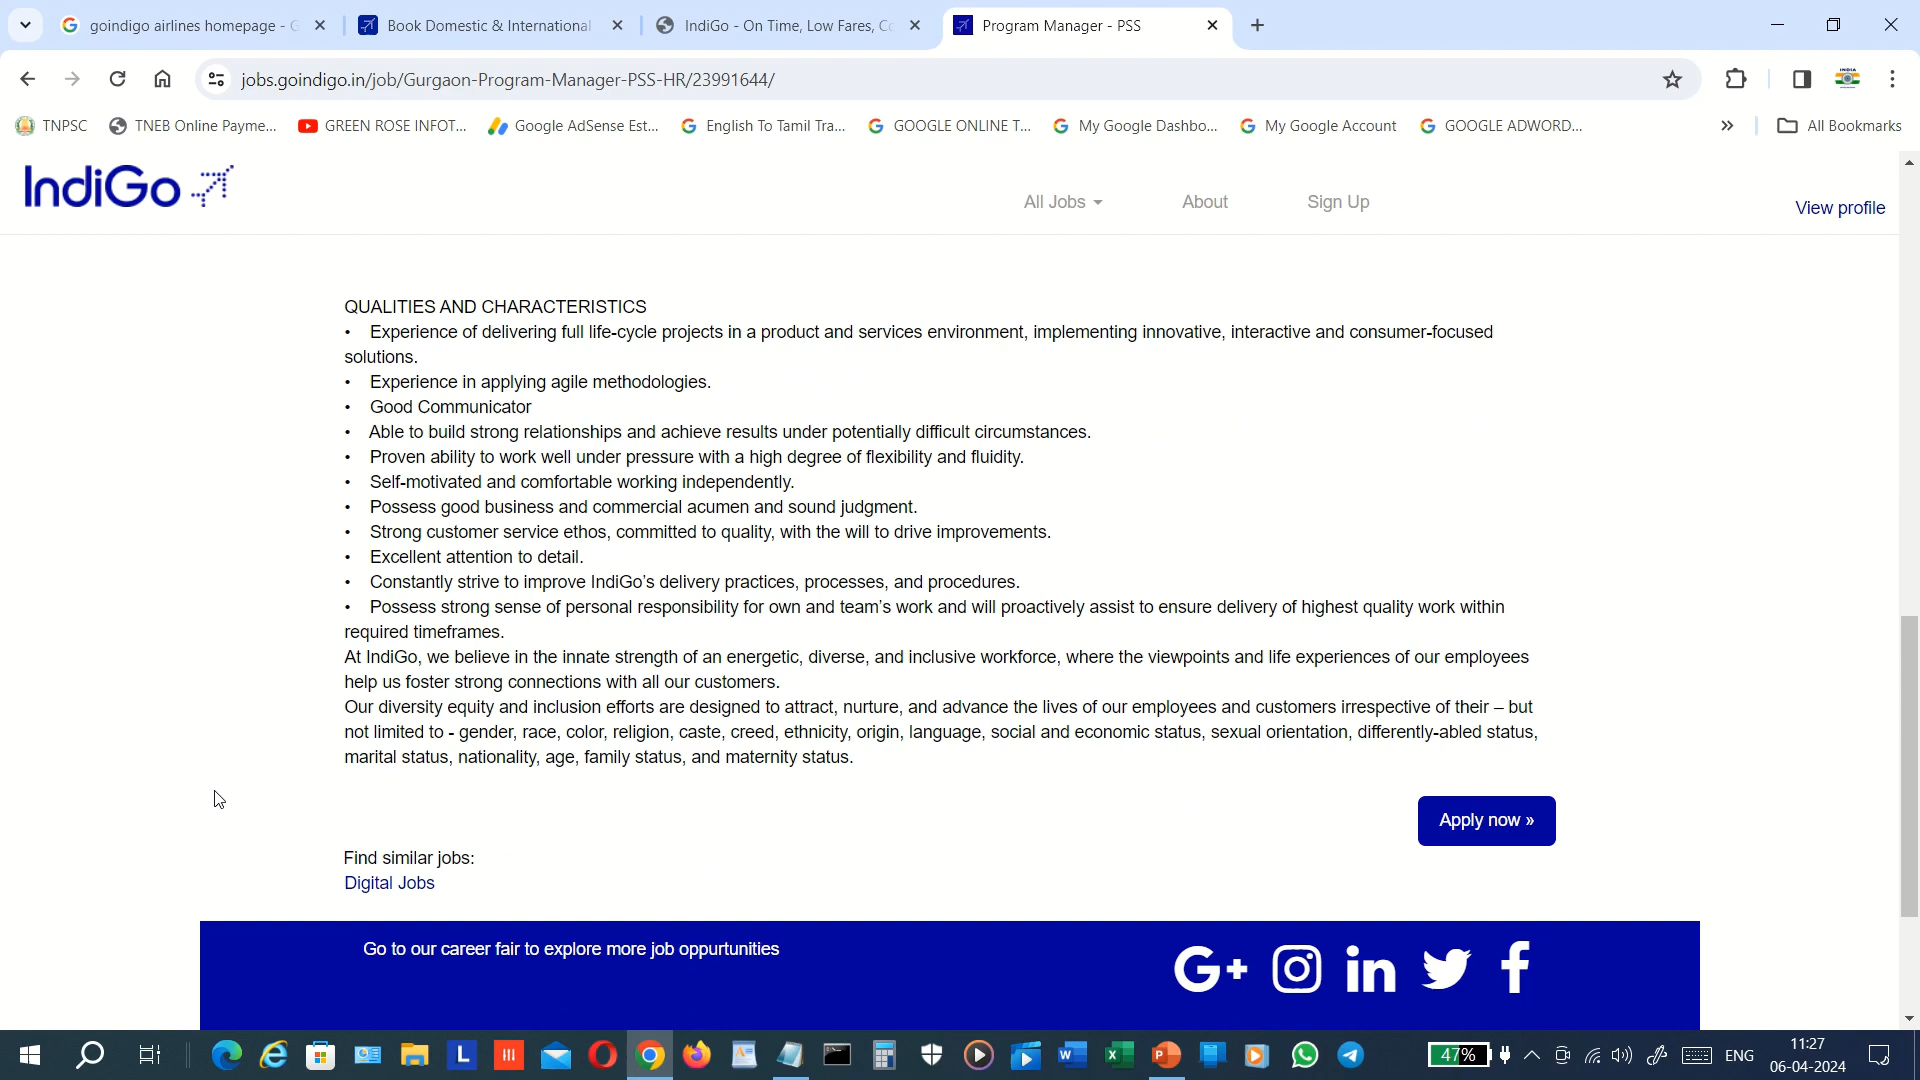 goindigo airlines homepage - G
Book Domestic & International
IndiGo - On Time, Low Fares, Co
Program Manager - PSS
jobs.goindigo.in/job/Gurgaon-Program-Manager-PSS-HR/23991644/
TNPSC
TNEB Online Payme...
GREEN ROSE INFOT...
Google AdSense Est...
English To Tamil Tra...
GOOGLE ONLINE T...
My Google Dashbo...
My Google Account
GOOGLE ADWORD...
All Bookmarks
IndiGo
All Jobs
About
Sign Up
View profile
QUALITIES AND CHARACTERISTICS
• Experience of delivering full life-cycle projects in a product and services environment, implementing innovative, interactive and consumer-focused
solutions.
• Experience in applying agile methodologies.
• Good Communicator
• Able to build strong relationships and achieve results under potentially difficult circumstances.
• Proven ability to work well under pressure with a high degree of flexibility and fluidity.
• Self-motivated and comfortable working independently.
• Possess good business and commercial acumen and sound judgment.
• Strong customer service ethos, committed to quality, with the will to drive improvements.
• Excellent attention to detail.
• Constantly strive to improve IndiGo’s delivery practices, processes, and procedures.
• Possess strong sense of personal responsibility for own and team’s work and will proactively assist to ensure delivery of highest quality work within
required timeframes.
At IndiGo, we believe in the innate strength of an energetic, diverse, and inclusive workforce, where the viewpoints and life experiences of our employees
help us foster strong connections with all our customers.
Our diversity equity and inclusion efforts are designed to attract, nurture, and advance the lives of our employees and customers irrespective of their – but
not limited to - gender, race, color, religion, caste, creed, ethnicity, origin, language, social and economic status, sexual orientation, differently-abled status,
marital status, nationality, age, family status, and maternity status.
Apply now »
Find similar jobs:
Digital Jobs
Go to our career fair to explore more job oppurtunities
47%
ENG
11:27
06-04-2024